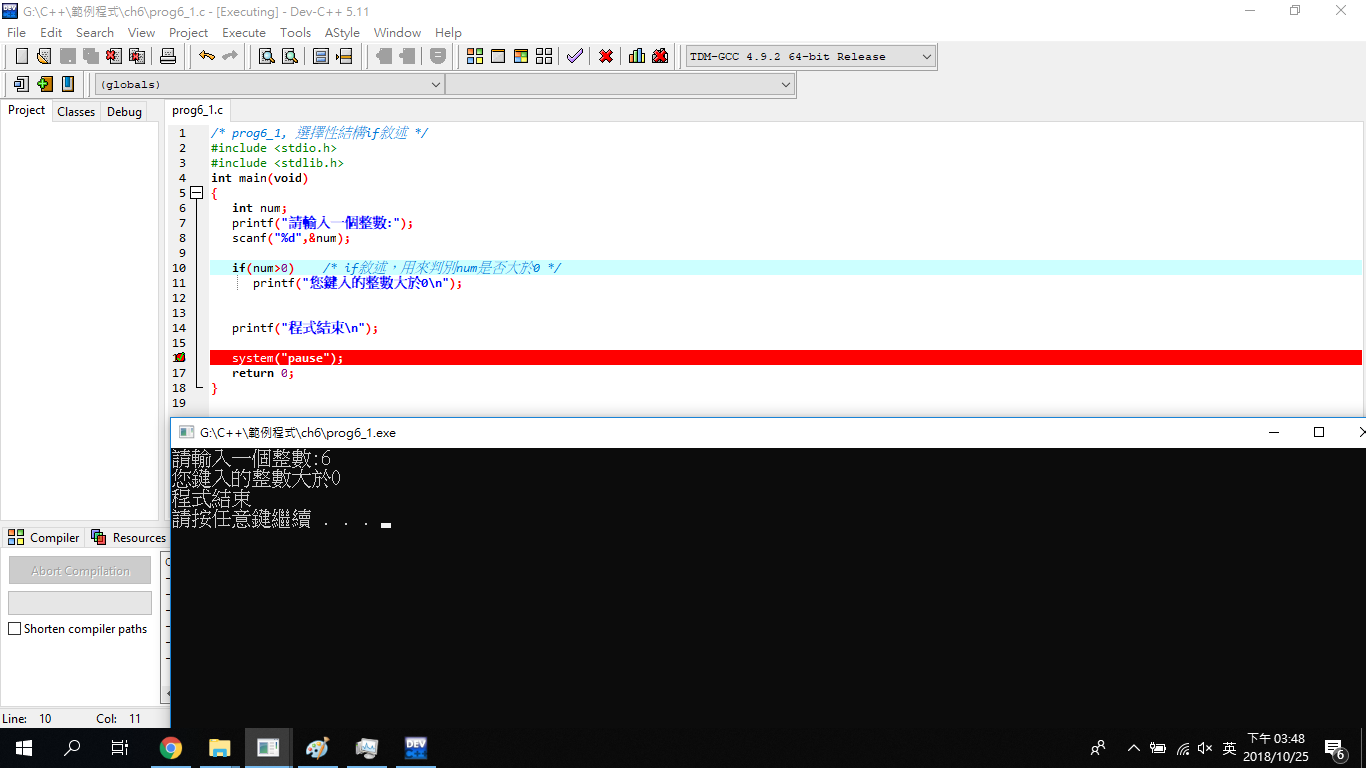 G:\C++\範例程式\ch6\prog6_1.c - [Executing] - Dev-C++ 5.11
File Edit Search View Project Execute Tools AStyle Window Help
TDM-GCC 4.9.2 64-bit Release
(globals)
Project Classes Debug
prog6_1.c
1 /* prog6_1, 選擇性結構if敘述 */
2 #include <stdio.h>
3 #include <stdlib.h>
4 int main(void)
5 {
6 int num;
7 printf("請輸入一個整數:");
8 scanf("%d",&num);
9
10 if(num>0) /* if敘述，用來判別num是否大於0 */
11 printf("您鍵入的整數大於0\n");
12
13
14 printf("程式結束\n");
15
system("pause");
17 return 0;
18 }
19
G:\C++\範例程式\ch6\prog6_1.exe
請輸入一個整數:6
您鍵入的整數大於0
程式結束
請按任意鍵繼續 . . .
Compiler Resources
Abort Compilation
Shorten compiler paths
Line: 10 Col: 11
DEV
英
下午 03:48
2018/10/25
6